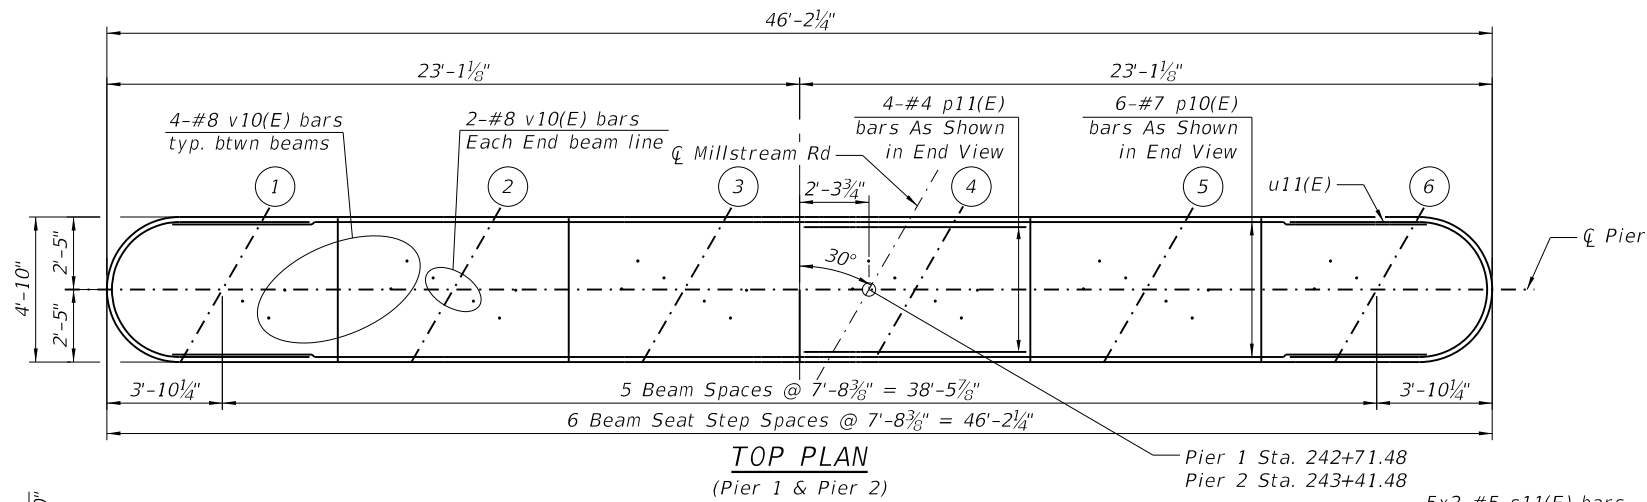 46'-2¼"
23'-1⅛"
23'-1⅛"
4-#8 v10(E) bars
typ. btwn beams
2-#8 v10(E) bars
Each End beam line
℄ Millstream Rd
4-#4 p11(E)
bars As Shown
in End View
6-#7 p10(E)
bars As Shown
in End View
u11(E)
1
2
3
4
5
6
2'-3¾"
30°
℄ Pier
4'-10"
2'-5"
2'-5"
3'-10¼"
5 Beam Spaces @ 7'-8⅜" = 38'-5⅞"
3'-10¼"
6 Beam Seat Step Spaces @ 7'-8⅜" = 46'-2¼"
TOP PLAN
(Pier 1 & Pier 2)
Pier 1 Sta. 242+71.48
Pier 2 Sta. 243+41.48